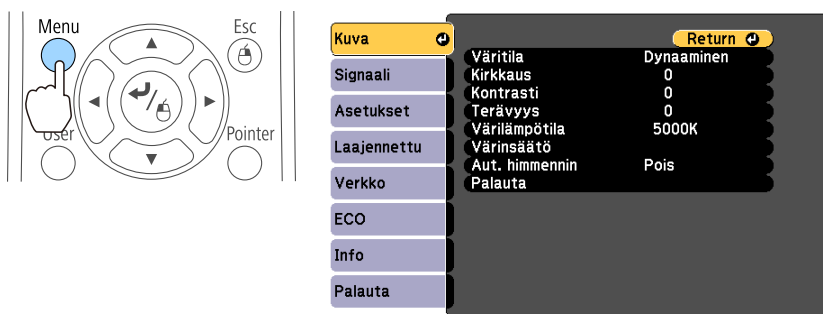 Menu
Esc
User
Pointer
Kuva
Signaali
Asetukset
Laajennettu
Verkko
ECO
Info
Palauta
Return
Väritila Dynaaminen
Kirkkaus 0
Kontrasti 0
Terävyys 0
Värilämpötila 5000K
Värinsäätö
Aut. himmennin Pois
Palauta